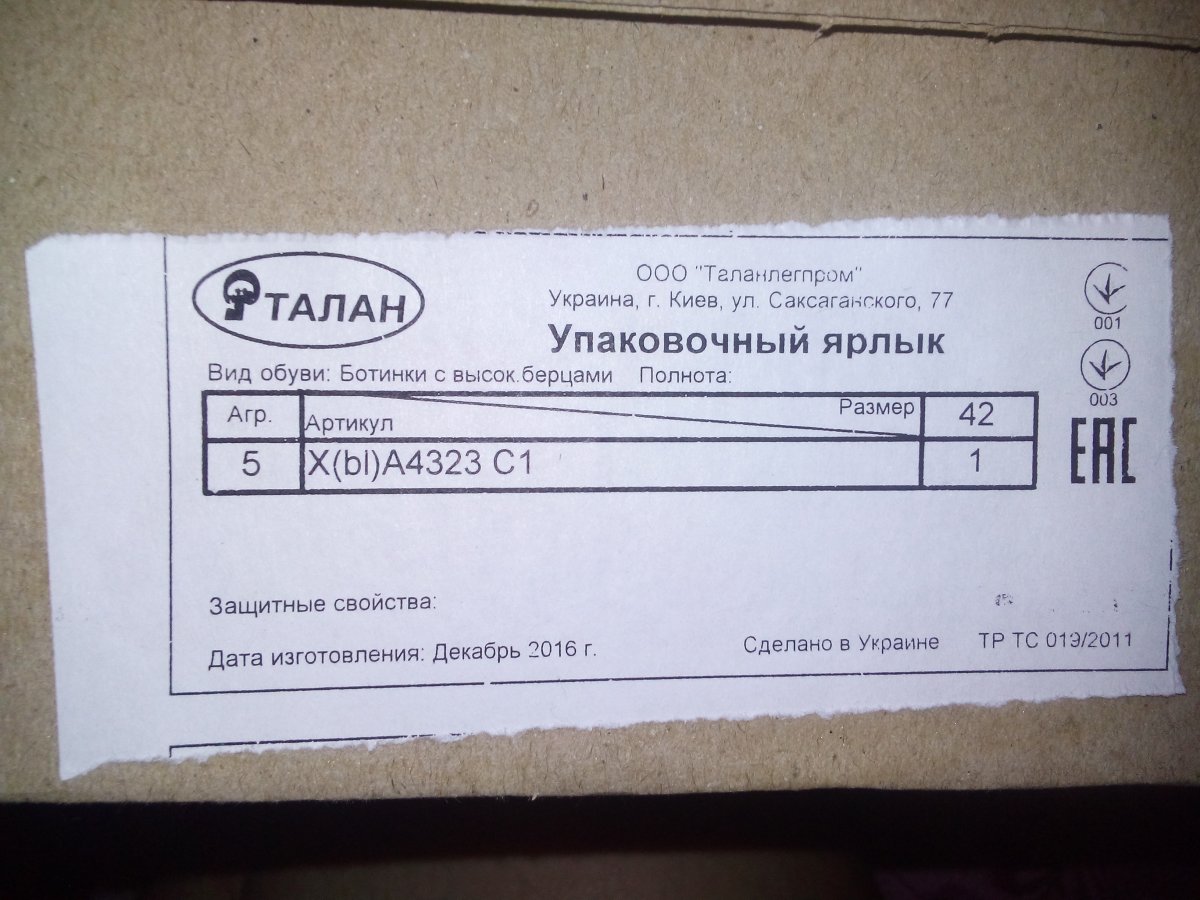 ТАЛАН
ООО "Таланлегпром"
Украина, г. Киев, ул. Саксаганского, 77
Упаковочный ярлык
001
Вид обуви: Ботинки с высок.берцами Полнота:
003
Агр. Артикул Размер 42
5 X(bl)A4323 C1 1
EAC
Защитные свойства:
Дата изготовления: Декабрь 2016 г. Сделано в Украине ТР ТС 019/2011